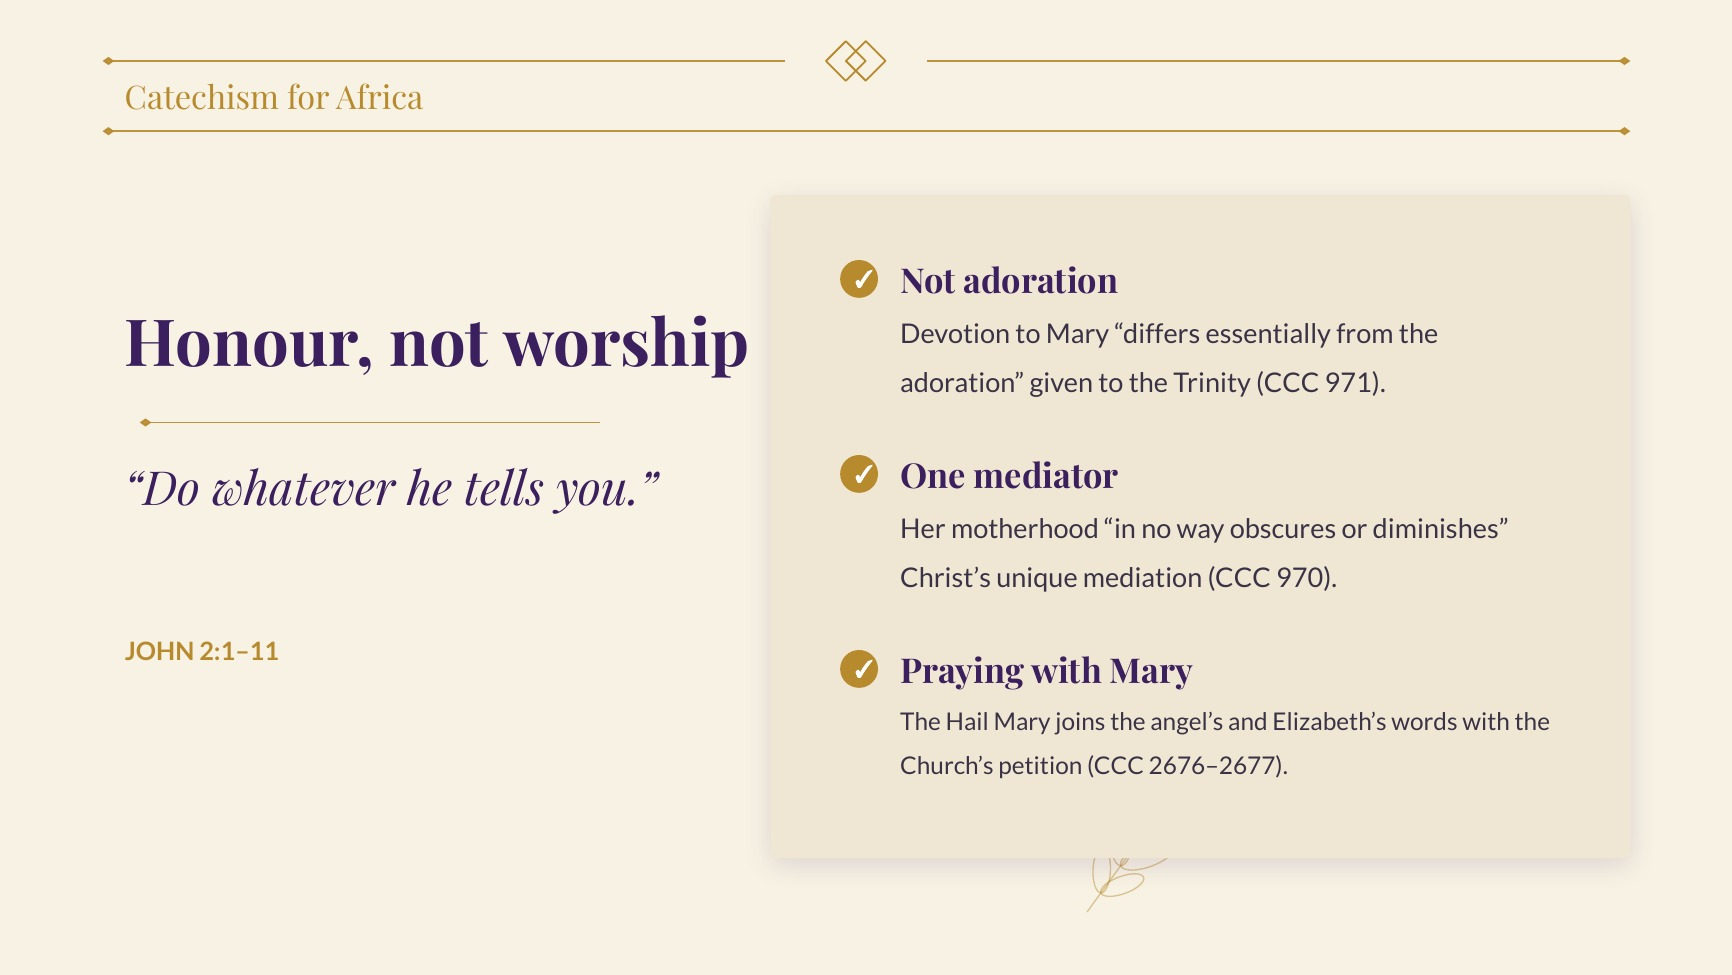 Catechism for Africa
Honour, not worship
“Do whatever he tells you.”
JOHN 2:1–11
Not adoration
Devotion to Mary “differs essentially from the
adoration” given to the Trinity (CCC 971).
One mediator
Her motherhood “in no way obscures or diminishes”
Christ’s unique mediation (CCC 970).
Praying with Mary
The Hail Mary joins the angel’s and Elizabeth’s words with the
Church’s petition (CCC 2676–2677).